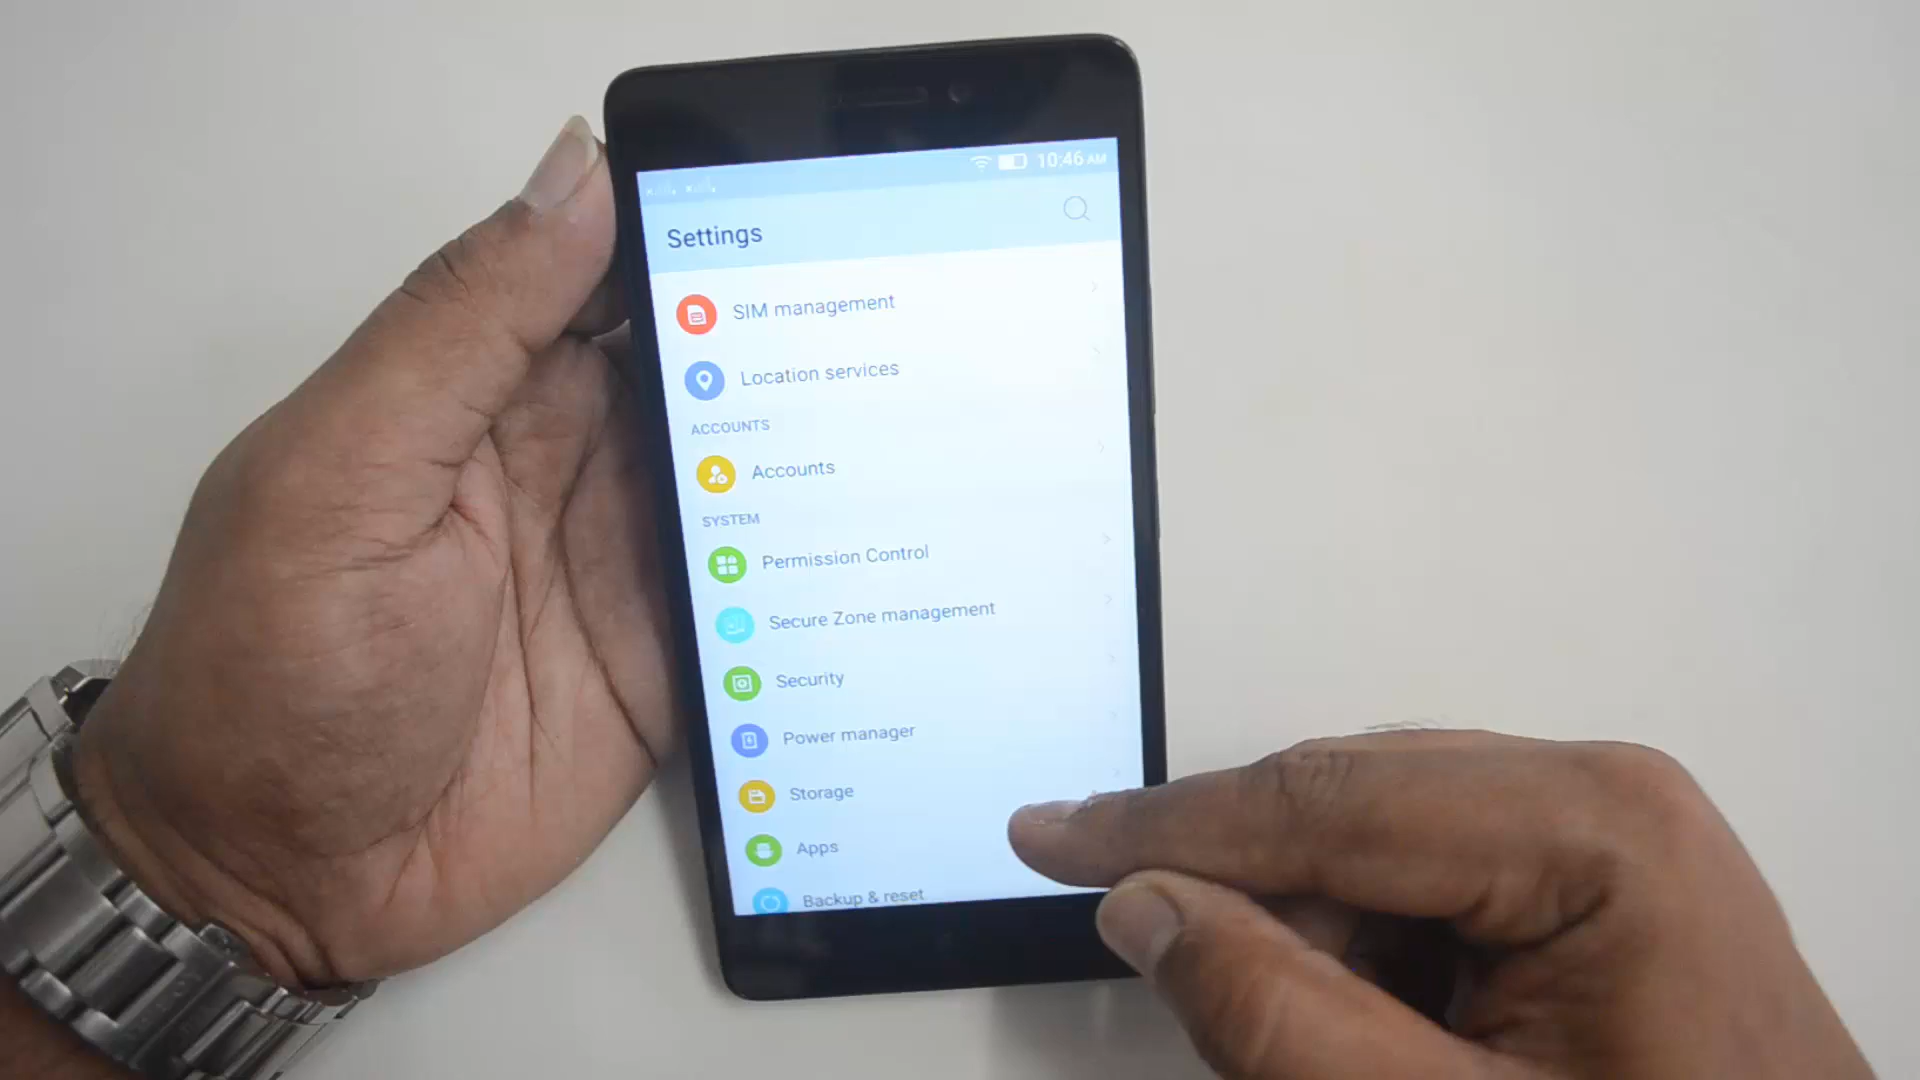 10:46 AM
Settings
SIM management
Location services
ACCOUNTS
Accounts
SYSTEM
Permission Control
Secure Zone management
Security
Power manager
Storage
Apps
Backup & reset